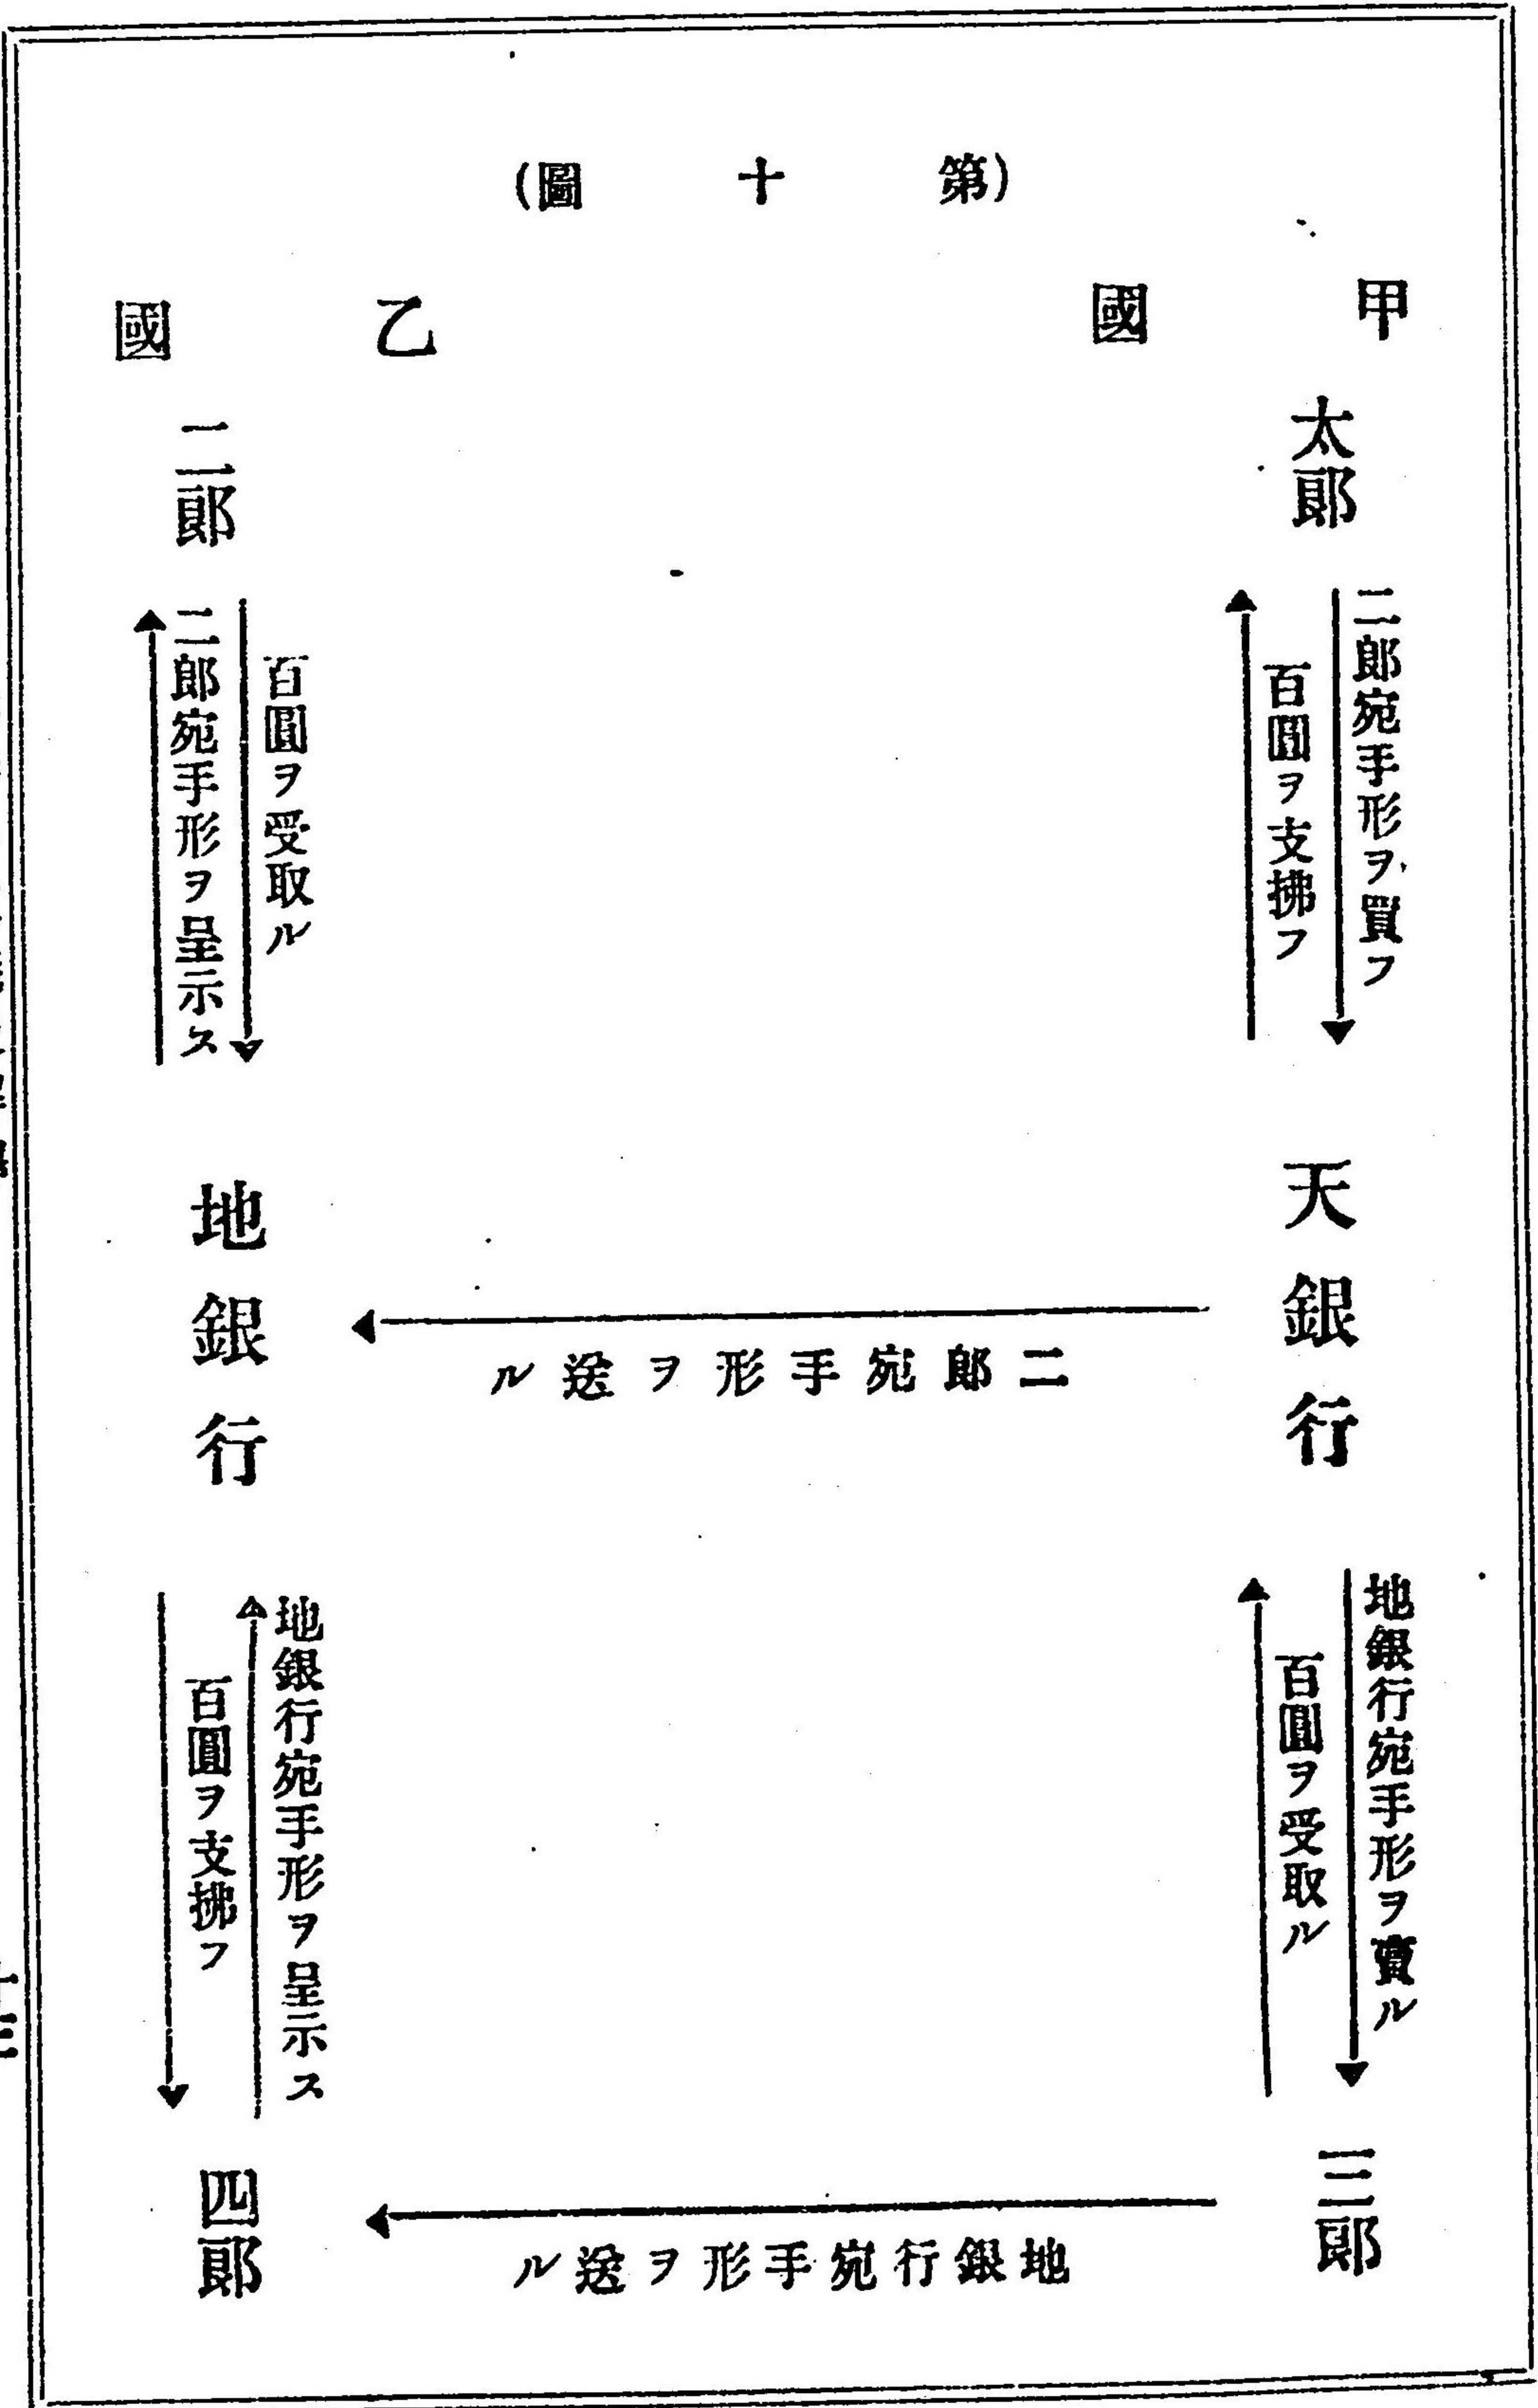 (第十圖)
甲國
乙國
太郎
二郎宛手形ヲ買フ
百圓ヲ支拂フ
天銀行
地銀行宛手形ヲ賣ル
百圓ヲ受取ル
三郎
二郎宛手形ヲ送ル
地銀行宛手形ヲ送ル
二郎
百圓ヲ受取ル
二郎宛手形ヲ呈示ス
地銀行
地銀行宛手形ヲ呈示ス
百圓ヲ支拂フ
四郎